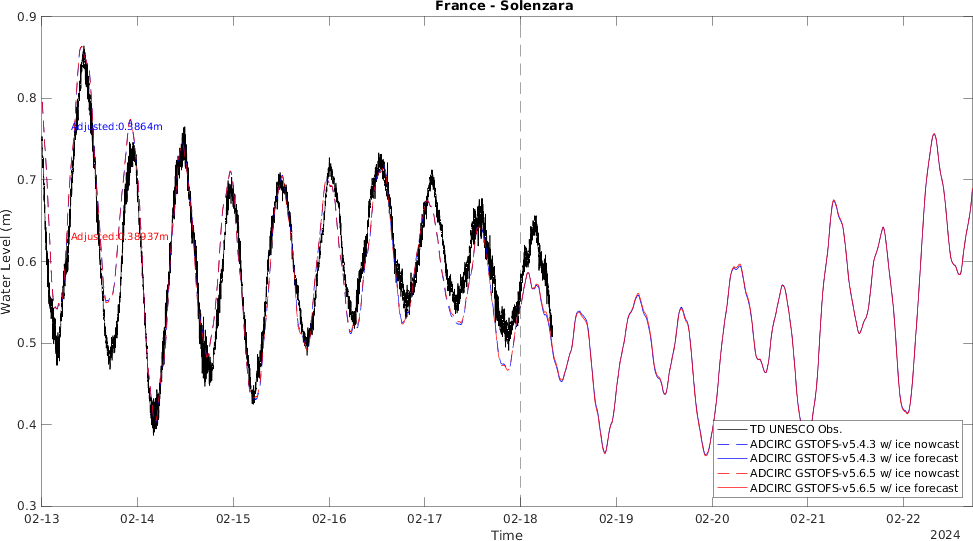 France - Solenzara
0.9
0.8
0.7
0.6
0.5
0.4
0.3
Water Level (m)
Adjusted:0.3864m
Adjusted:0.38937m
TD UNESCO Obs.
ADCIRC GSTOFS-v5.4.3 w/ ice nowcast
ADCIRC GSTOFS-v5.4.3 w/ ice forecast
ADCIRC GSTOFS-v5.6.5 w/ ice nowcast
ADCIRC GSTOFS-v5.6.5 w/ ice forecast
02-13 02-14 02-15 02-16 02-17 02-18 02-19 02-20 02-21 02-22
Time
2024